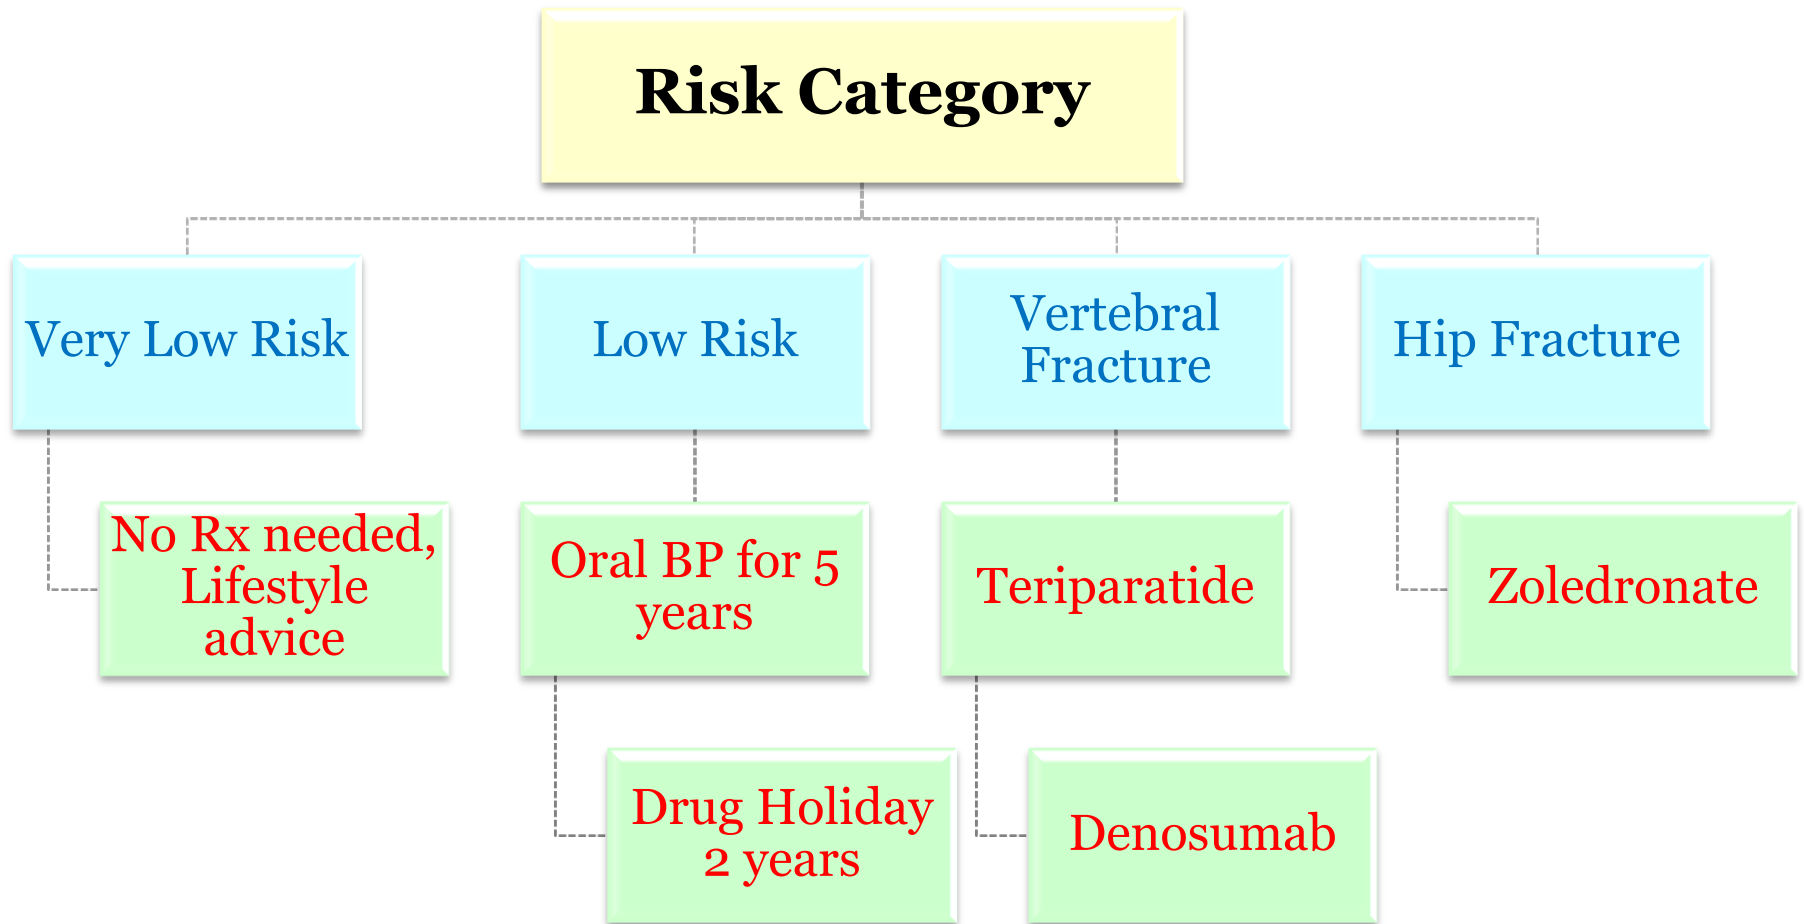 Risk Category
Very Low Risk
Low Risk
Vertebral
Fracture
Hip Fracture
No Rx needed,
Lifestyle
advice
Oral BP for 5
years
Teriparatide
Zoledronate
Drug Holiday
2 years
Denosumab